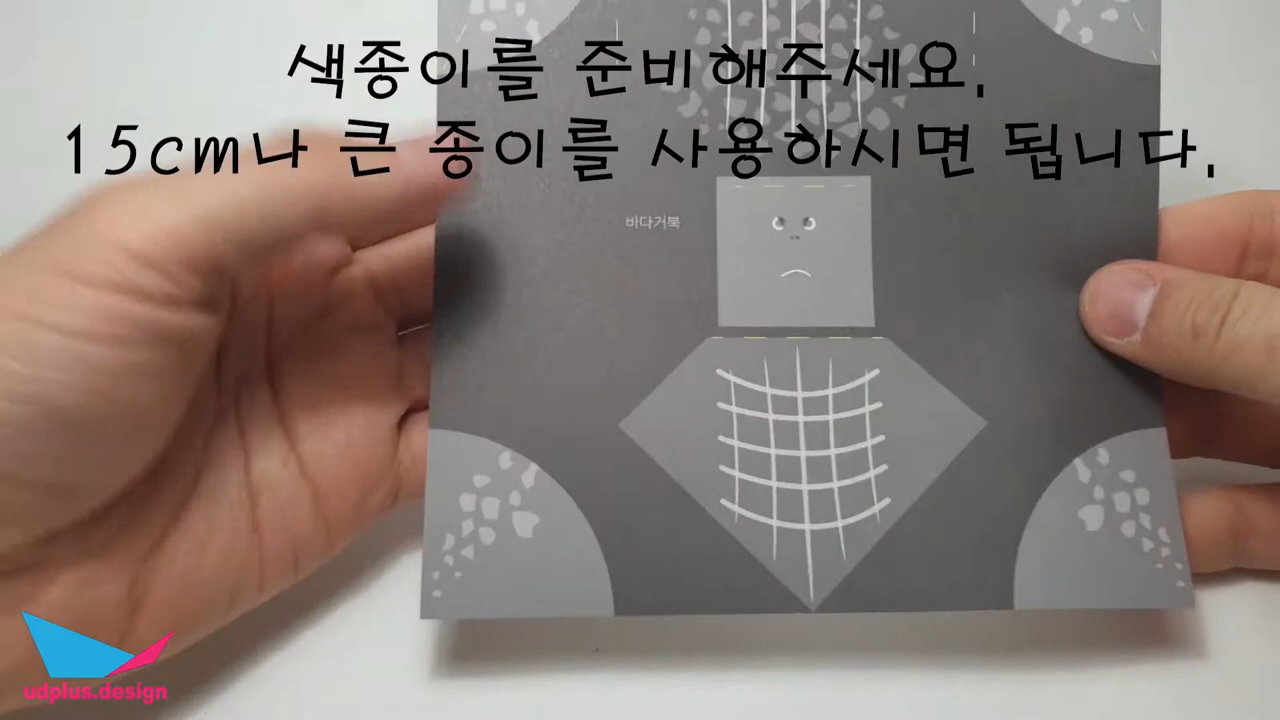 색종이를 준비해주세요.
15cm나 큰 종이를 사용하시면 됩니다.
바다거북
udplus.design